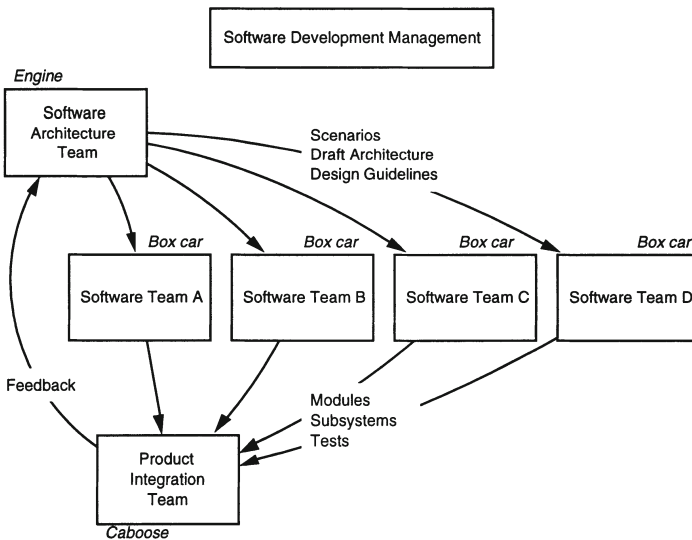 Software Development Management
Engine
Software
Architecture
Team
Scenarios
Draft Architecture
Design Guidelines
Box car
Box car
Box car
Box car
Software Team A
Software Team B
Software Team C
Software Team D
Feedback
Modules
Subsystems
Tests
Product
Integration
Team
Caboose